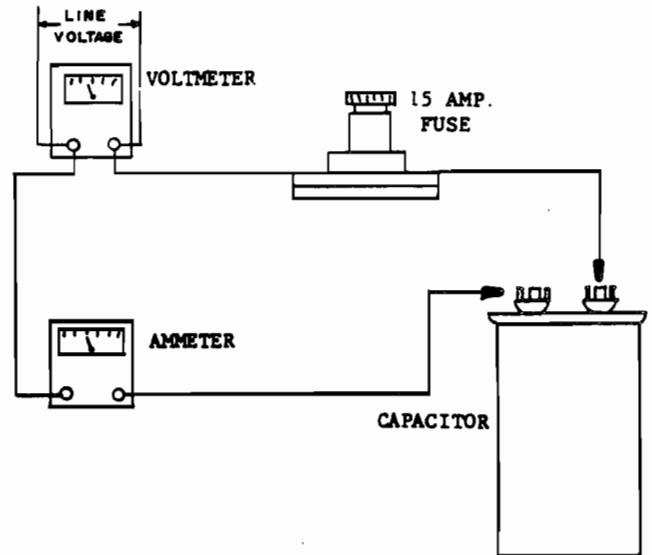 LINE
VOLTAGE
VOLTMETER
15 AMP.
FUSE
AMMETER
CAPACITOR